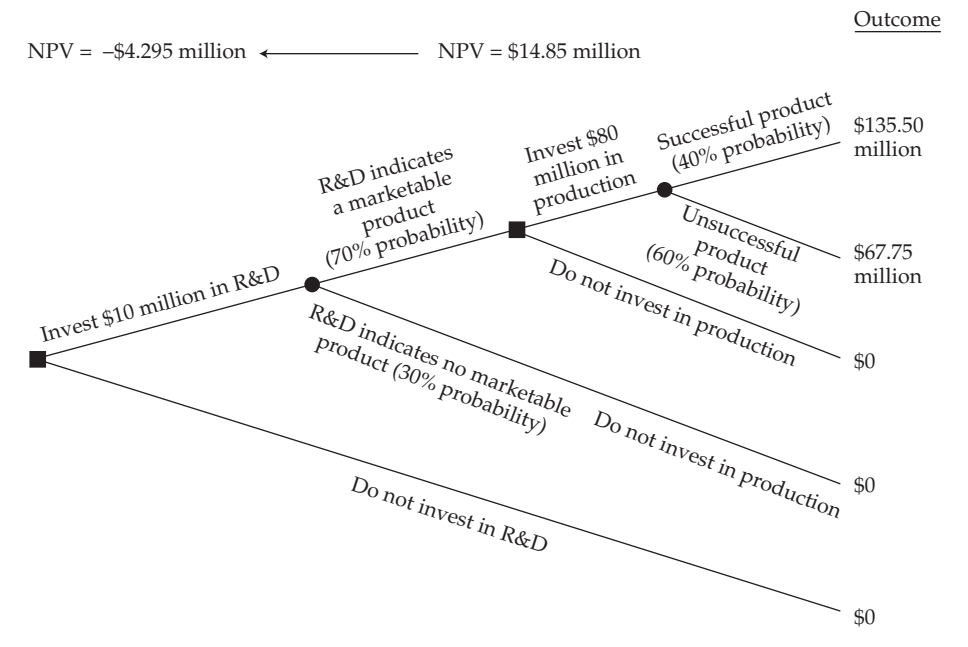 Outcome
NPV = –$4.295 million
NPV = $14.85 million
Successful product
(40% probability)
$135.50
million
Invest $80
million in
production
R&D indicates
a marketable
product
(70% probability)
Unsuccessful
product
(60% probability)
$67.75
million
Invest $10 million in R&D
Do not invest in production
$0
R&D indicates no marketable
product (30% probability)
Do not invest in production
$0
Do not invest in R&D
$0